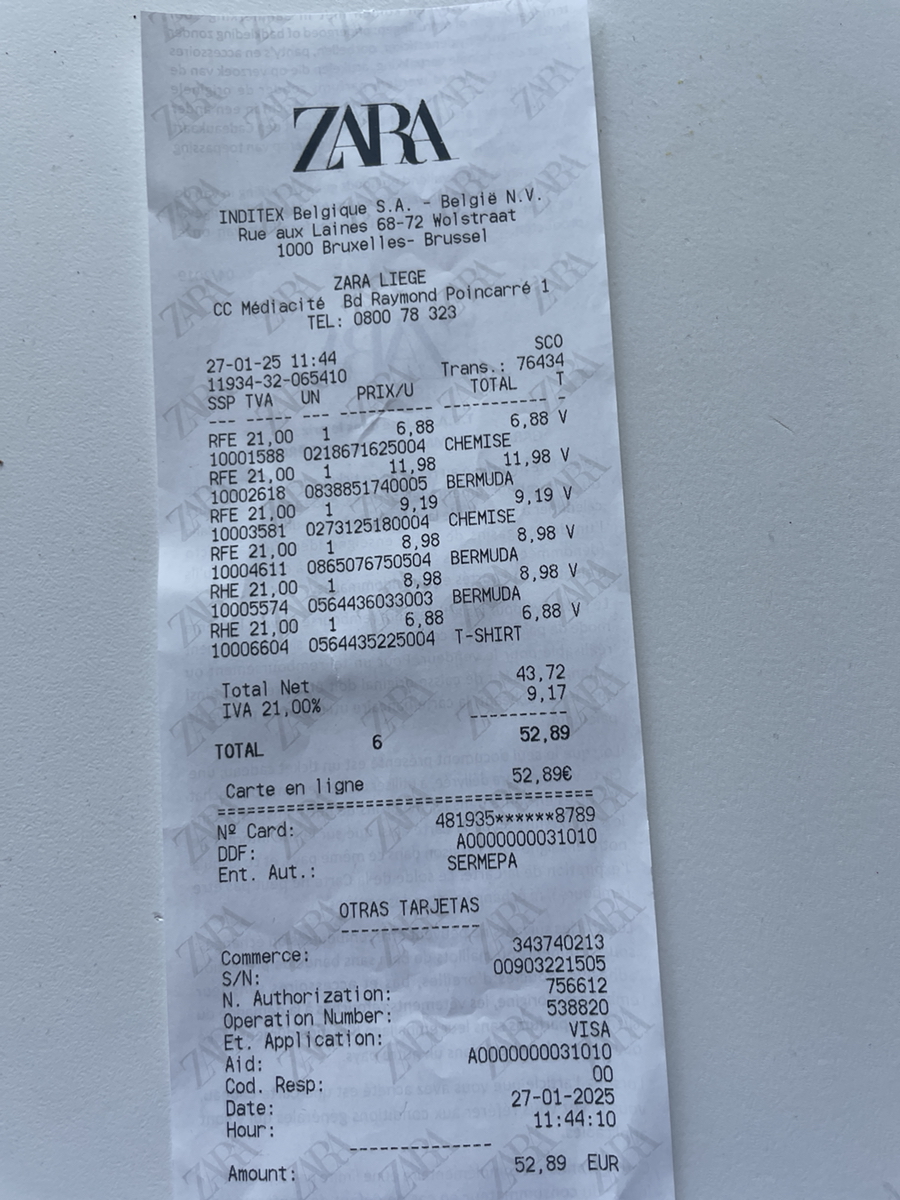 ZARA
INDITEX Belgique S.A. - België N.V.
Rue aux Laines 68-72 Wolstraat
1000 Bruxelles- Brussel
ZARA LIEGE
CC Médiacité Bd Raymond Poincarré 1
TEL: 0800 78 323
SCO
27-01-25 11:44
11934-32-065410 Trans.: 76434
SSP TVA UN PRIX/U TOTAL T
--- ----- --- ----------- ------------ -
RFE 21,00 1 6,88 6,88 V
10001588 0218671625004 CHEMISE
RFE 21,00 1 11,98 11,98 V
10002618 0838851740005 BERMUDA
RFE 21,00 1 9,19 9,19 V
10003581 0273125180004 CHEMISE
RFE 21,00 1 8,98 8,98 V
10004611 0865076750504 BERMUDA
RHE 21,00 1 8,98 8,98 V
10005574 0564436033003 BERMUDA
RHE 21,00 1 6,88 6,88 V
10006604 0564435225004 T-SHIRT
Total Net 43,72
IVA 21,00% 9,17
----------
TOTAL 6 52,89
Carte en ligne 52,89€
============================================
Nº Card: 481935******8789
DDF: A0000000031010
Ent. Aut.: SERMEPA
OTRAS TARJETAS
--------------
Commerce: 343740213
S/N: 00903221505
N. Authorization: 756612
Operation Number: 538820
Et. Application: VISA
Aid: A0000000031010
Cod. Resp: 00
Date: 27-01-2025
Hour: 11:44:10
--------------
Amount: 52,89 EUR